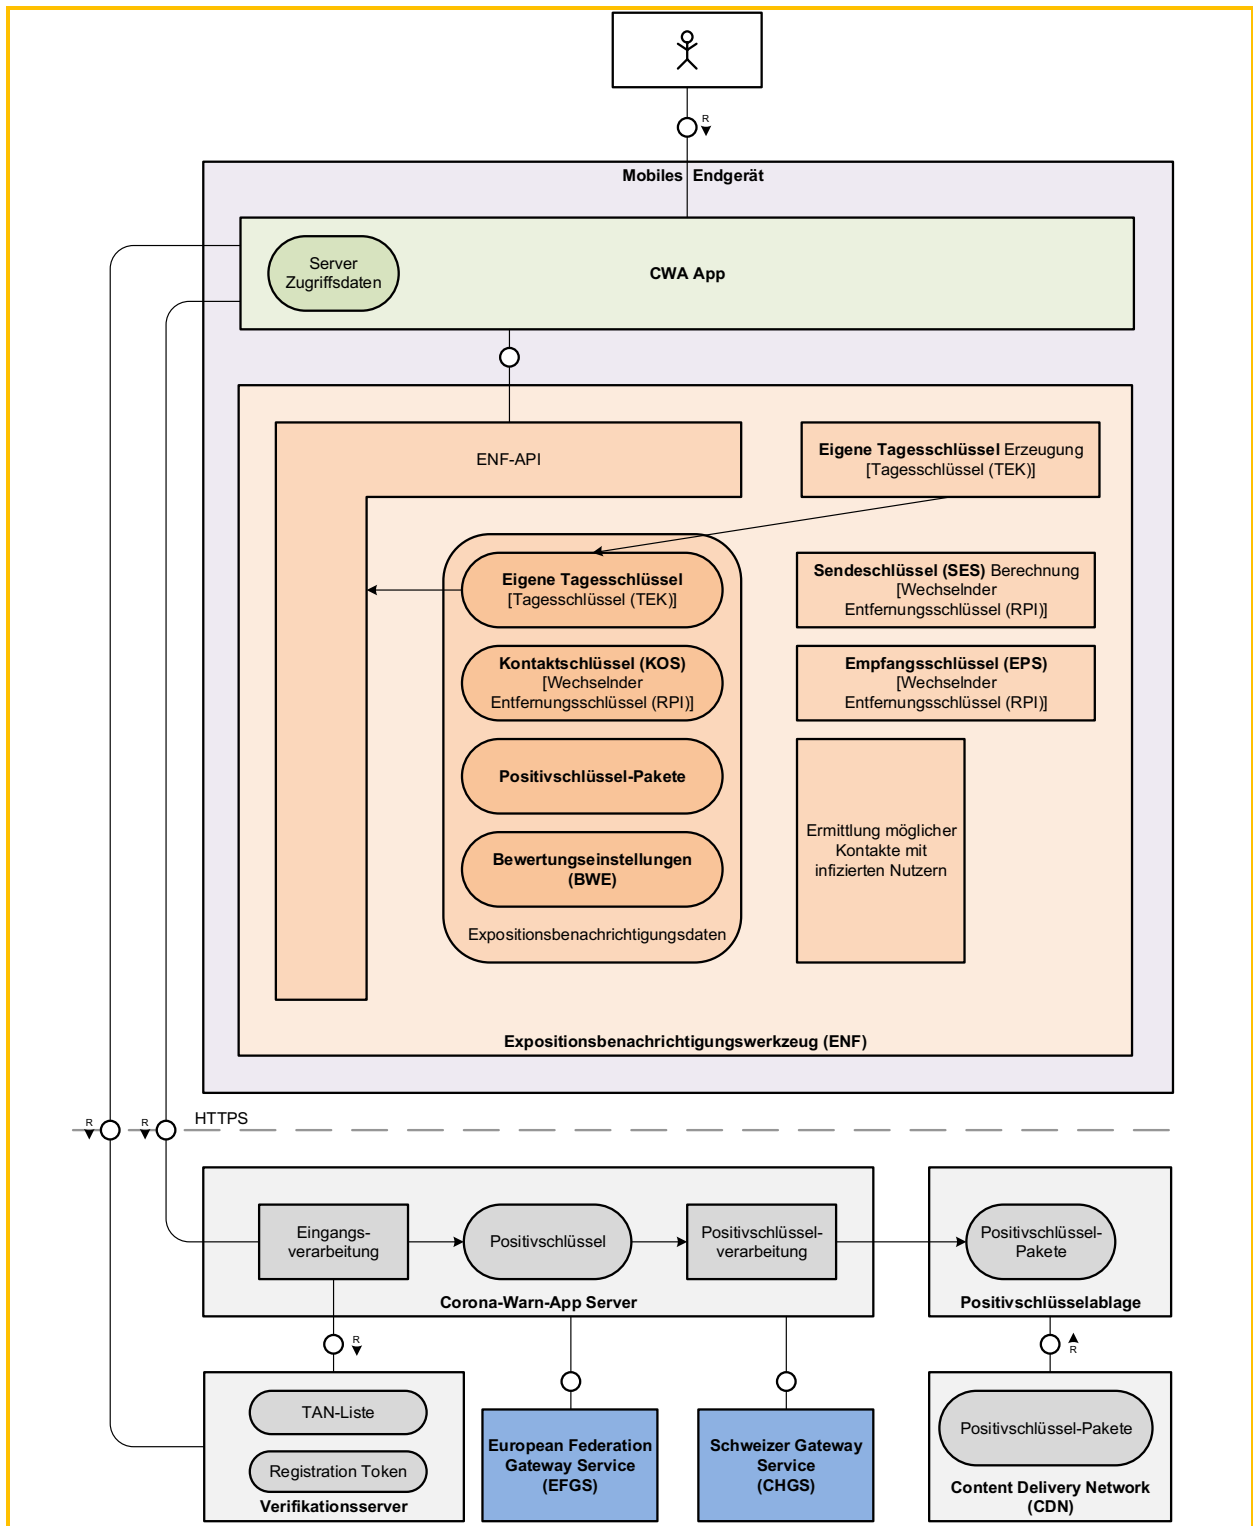 R
Mobiles Endgerät
Server
Zugriffsdaten
CWA App
ENF-API
Eigene Tagesschlüssel Erzeugung
[Tagesschlüssel (TEK)]
Eigene Tagesschlüssel
[Tagesschlüssel (TEK)]
Sendeschlüssel (SES) Berechnung
[Wechselnder
Entfernungsschlüssel (RPI)]
Kontaktschlüssel (KOS)
[Wechselnder
Entfernungsschlüssel (RPI)]
Empfangsschlüssel (EPS)
[Wechselnder
Entfernungsschlüssel (RPI)]
Positivschlüssel-Pakete
Ermittlung möglicher
Kontakte mit
infizierten Nutzern
Bewertungseinstellungen
(BWE)
Expositionsbenachrichtigungsdaten
Expositionsbenachrichtigungswerkzeug (ENF)
R
R
HTTPS
Eingangs-
verarbeitung
Positivschlüssel
Positivschlüssel-
verarbeitung
Positivschlüssel-
Pakete
Corona-Warn-App Server
Positivschlüsselablage
R
R
TAN-Liste
Registration Token
Verifikationsserver
European Federation
Gateway Service
(EFGS)
Schweizer Gateway
Service
(CHGS)
Positivschlüssel-Pakete
Content Delivery Network
(CDN)